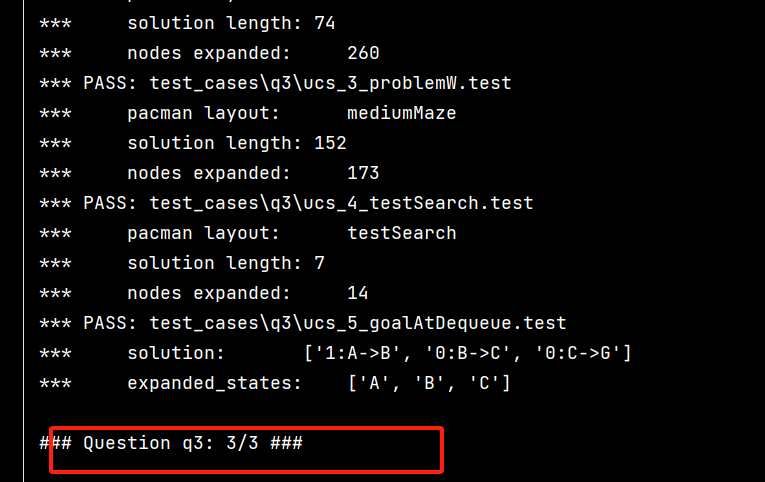 ***     solution length: 74
***     nodes expanded:     260
*** PASS: test_cases\q3\ucs_3_problemW.test
***     pacman layout:      mediumMaze
***     solution length: 152
***     nodes expanded:     173
*** PASS: test_cases\q3\ucs_4_testSearch.test
***     pacman layout:      testSearch
***     solution length: 7
***     nodes expanded:     14
*** PASS: test_cases\q3\ucs_5_goalAtDequeue.test
***     solution:       ['1:A->B', '0:B->C', '0:C->G']
***     expanded_states:    ['A', 'B', 'C']
### Question q3: 3/3 ###